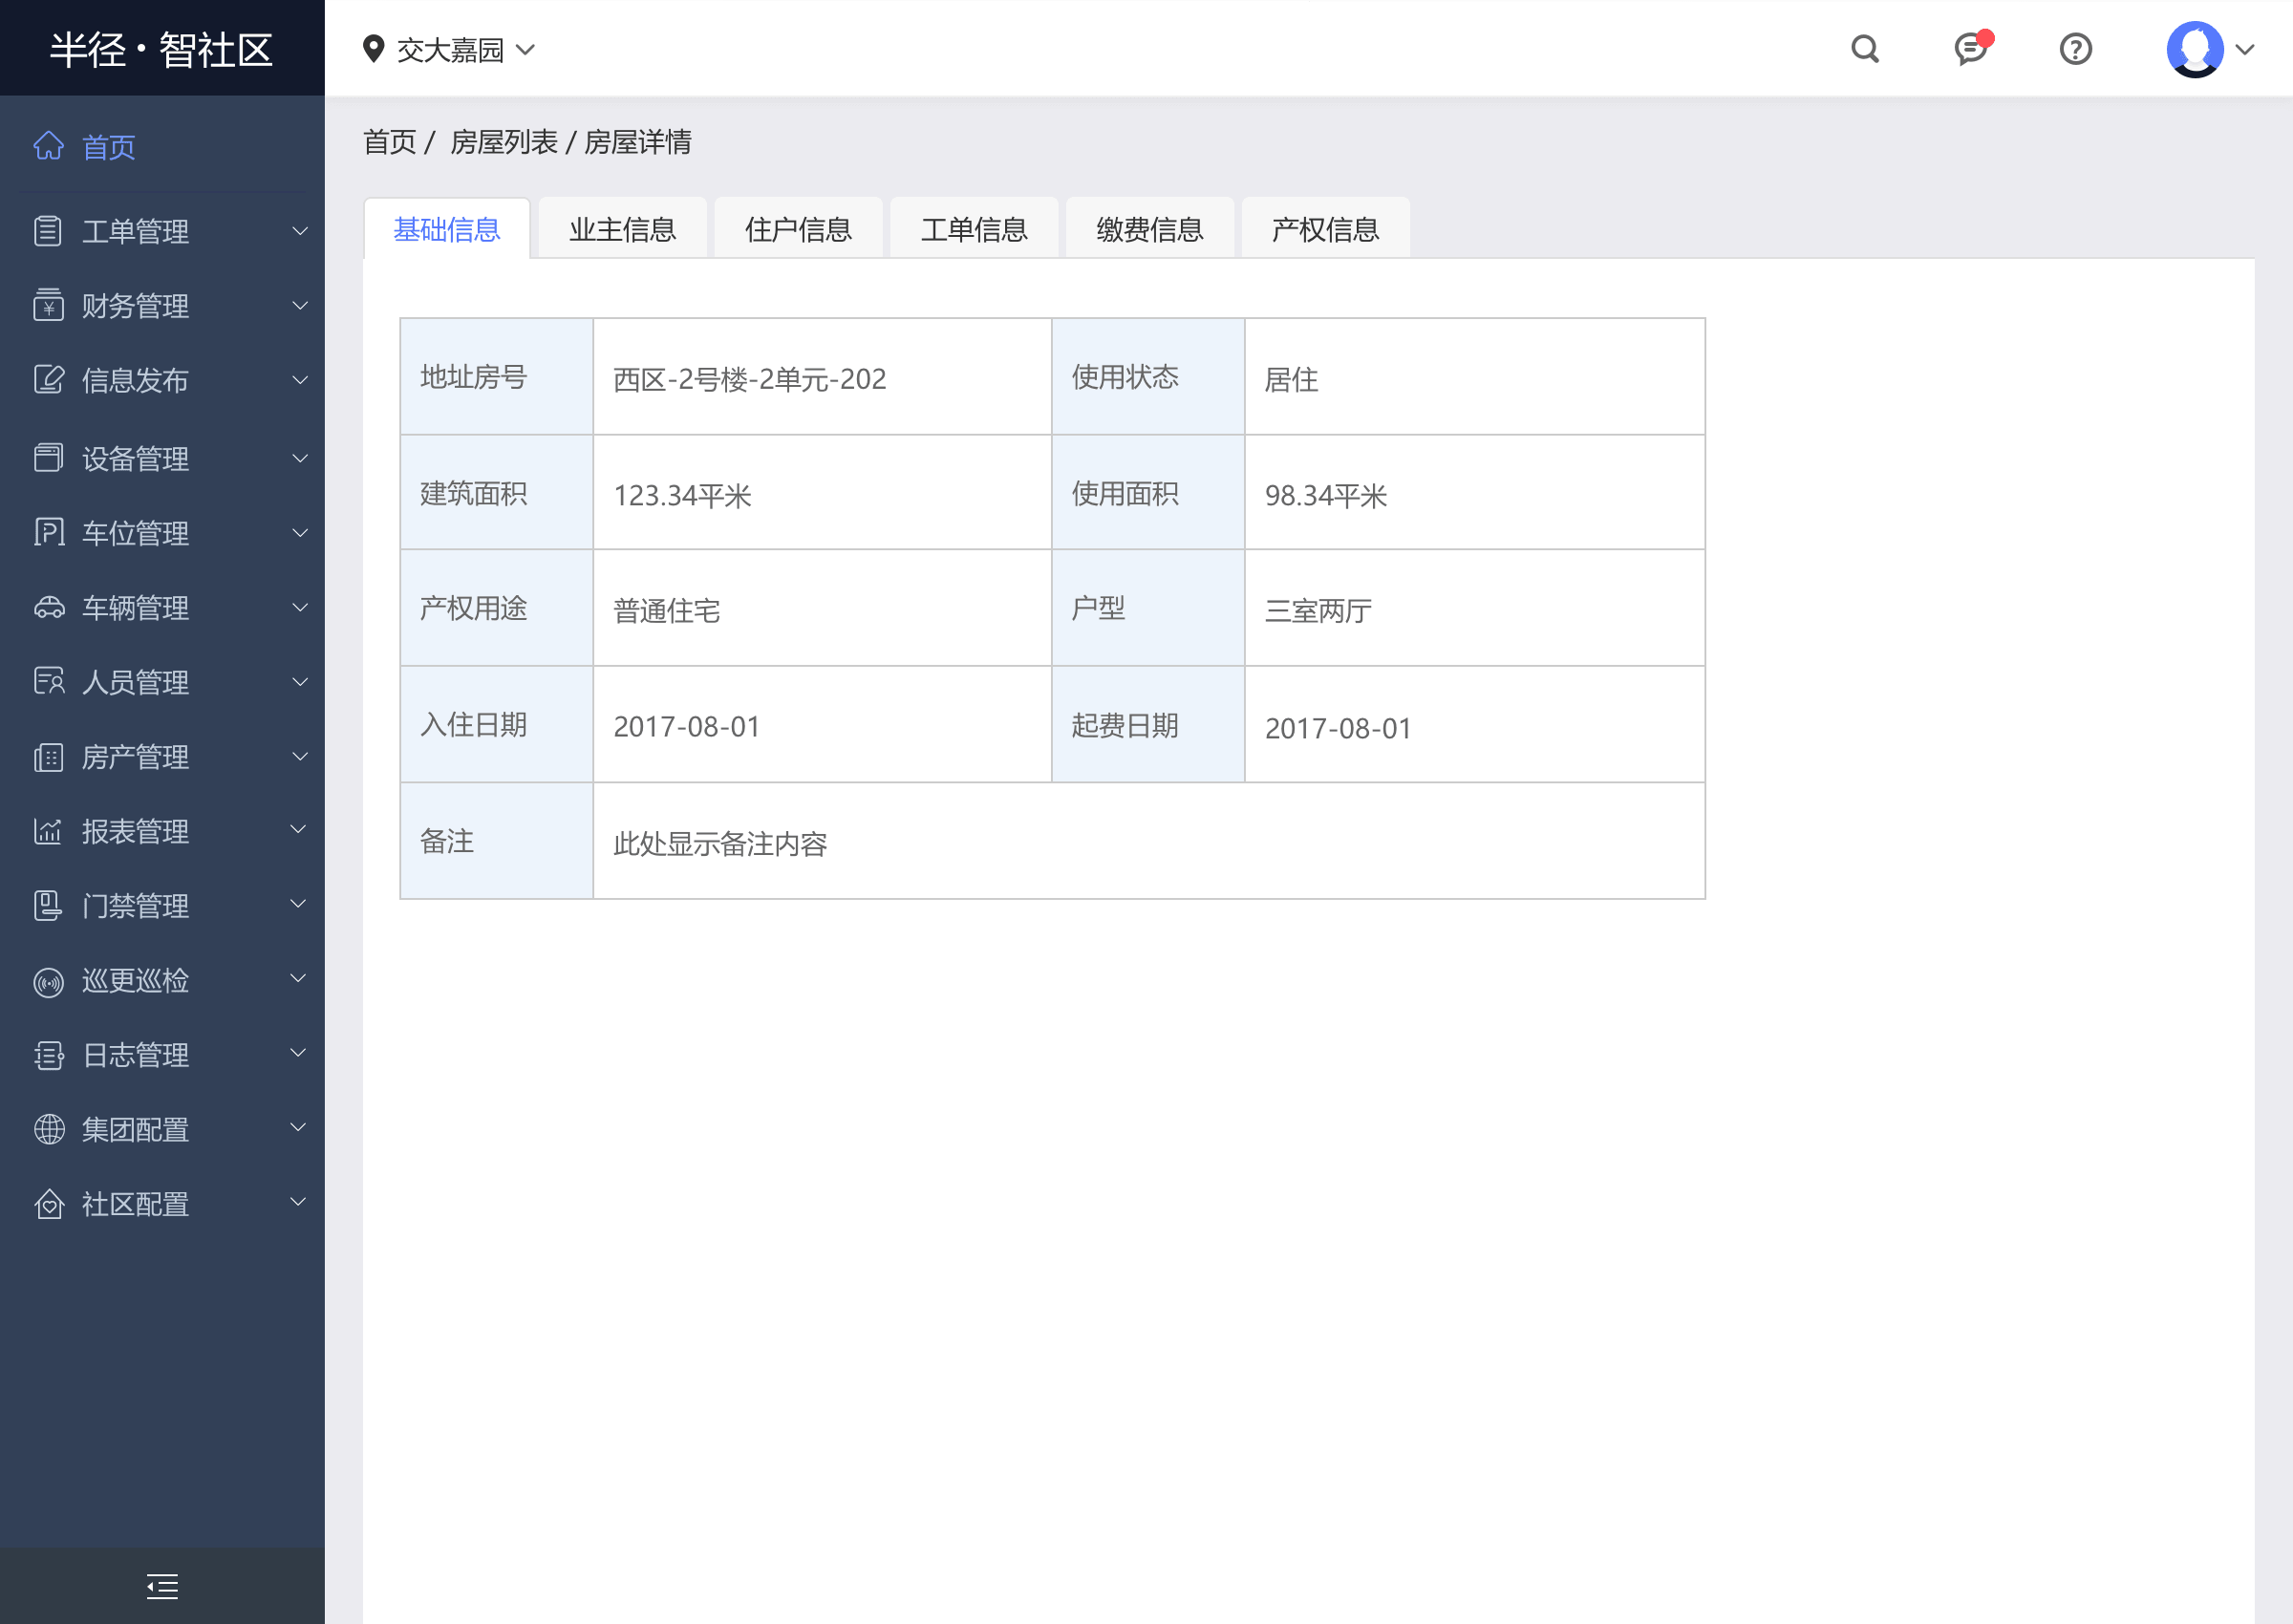 半径·智社区
交大嘉园
首页
工单管理
财务管理
信息发布
设备管理
车位管理
车辆管理
人员管理
房产管理
报表管理
门禁管理
巡更巡检
日志管理
集团配置
社区配置
首页 / 房屋列表 / 房屋详情
基础信息 业主信息 住户信息 工单信息 缴费信息 产权信息
地址房号 西区-2号楼-2单元-202 使用状态 居住
建筑面积 123.34平米 使用面积 98.34平米
产权用途 普通住宅 户型 三室两厅
入住日期 2017-08-01 起费日期 2017-08-01
备注 此处显示备注内容